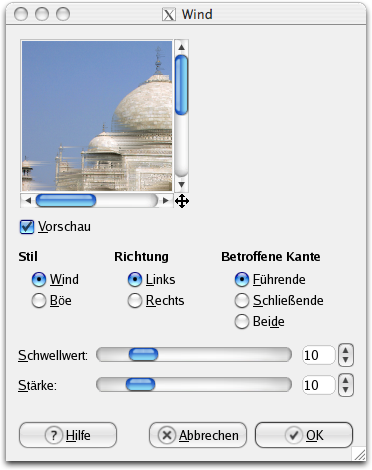 Wind
Vorschau
Stil Richtung Betroffene Kante
Wind Links Führende
Böe Rechts Schließende
Beide
Schwellwert: 10
Stärke: 10
Hilfe Abbrechen OK